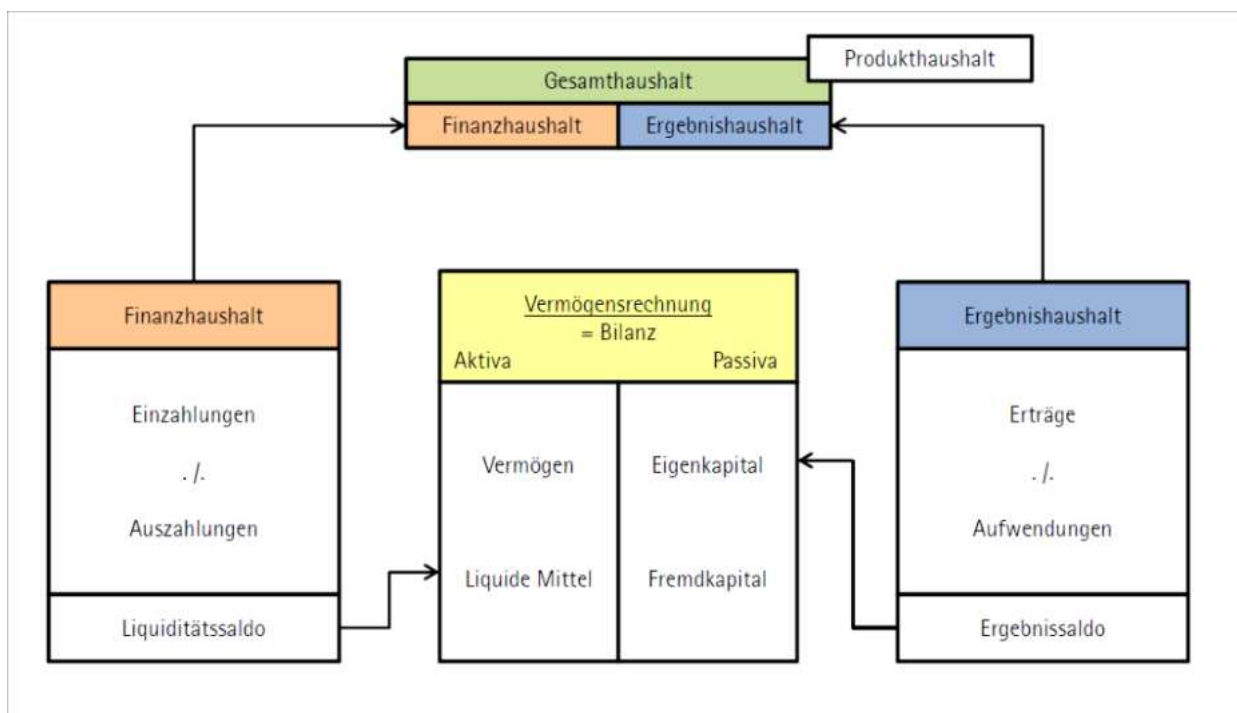 Produkthaushalt
Gesamthaushalt
Finanzhaushalt
Ergebnishaushalt
Finanzhaushalt
Einzahlungen
. /.
Auszahlungen
Liquiditätssaldo
Vermögensrechnung
= Bilanz
Aktiva
Passiva
Vermögen
Eigenkapital
Liquide Mittel
Fremdkapital
Ergebnishaushalt
Erträge
. /.
Aufwendungen
Ergebnissaldo